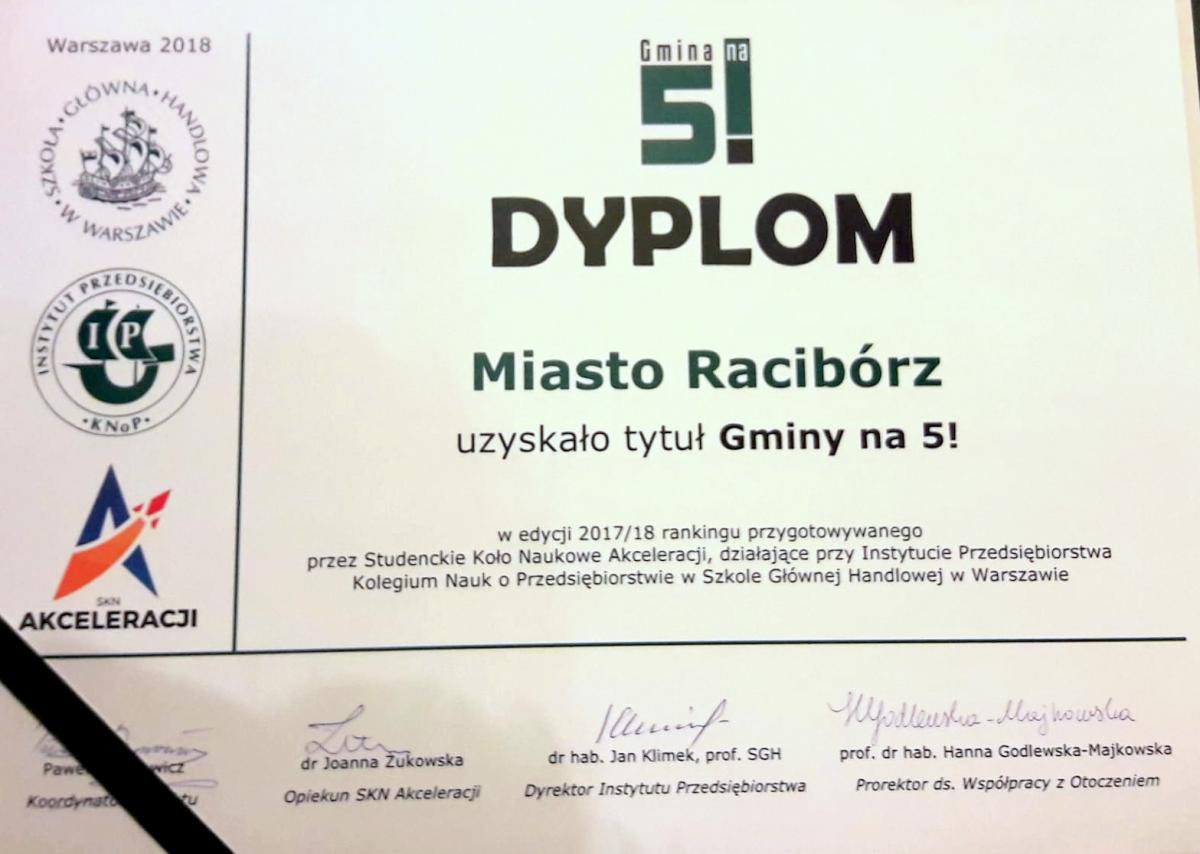 Warszawa 2018
SZKOŁA • GŁÓWNA • HANDLOWA • W WARSZAWIE •
INSTYTUT PRZEDSIĘBIORSTWA
I P
• KNoP •
SKN
AKCELERACJI
Gmina na
5!
DYPLOM
Miasto Racibórz
uzyskało tytuł Gminy na 5!
w edycji 2017/18 rankingu przygotowywanego
przez Studenckie Koło Naukowe Akceleracji, działające przy Instytucie Przedsiębiorstwa
Kolegium Nauk o Przedsiębiorstwie w Szkole Głównej Handlowej w Warszawie
dr Joanna Żukowska
Opiekun SKN Akceleracji
dr hab. Jan Klimek, prof. SGH
Dyrektor Instytutu Przedsiębiorstwa
HGodlewska-Majkowska
prof. dr hab. Hanna Godlewska-Majkowska
Prorektor ds. Współpracy z Otoczeniem